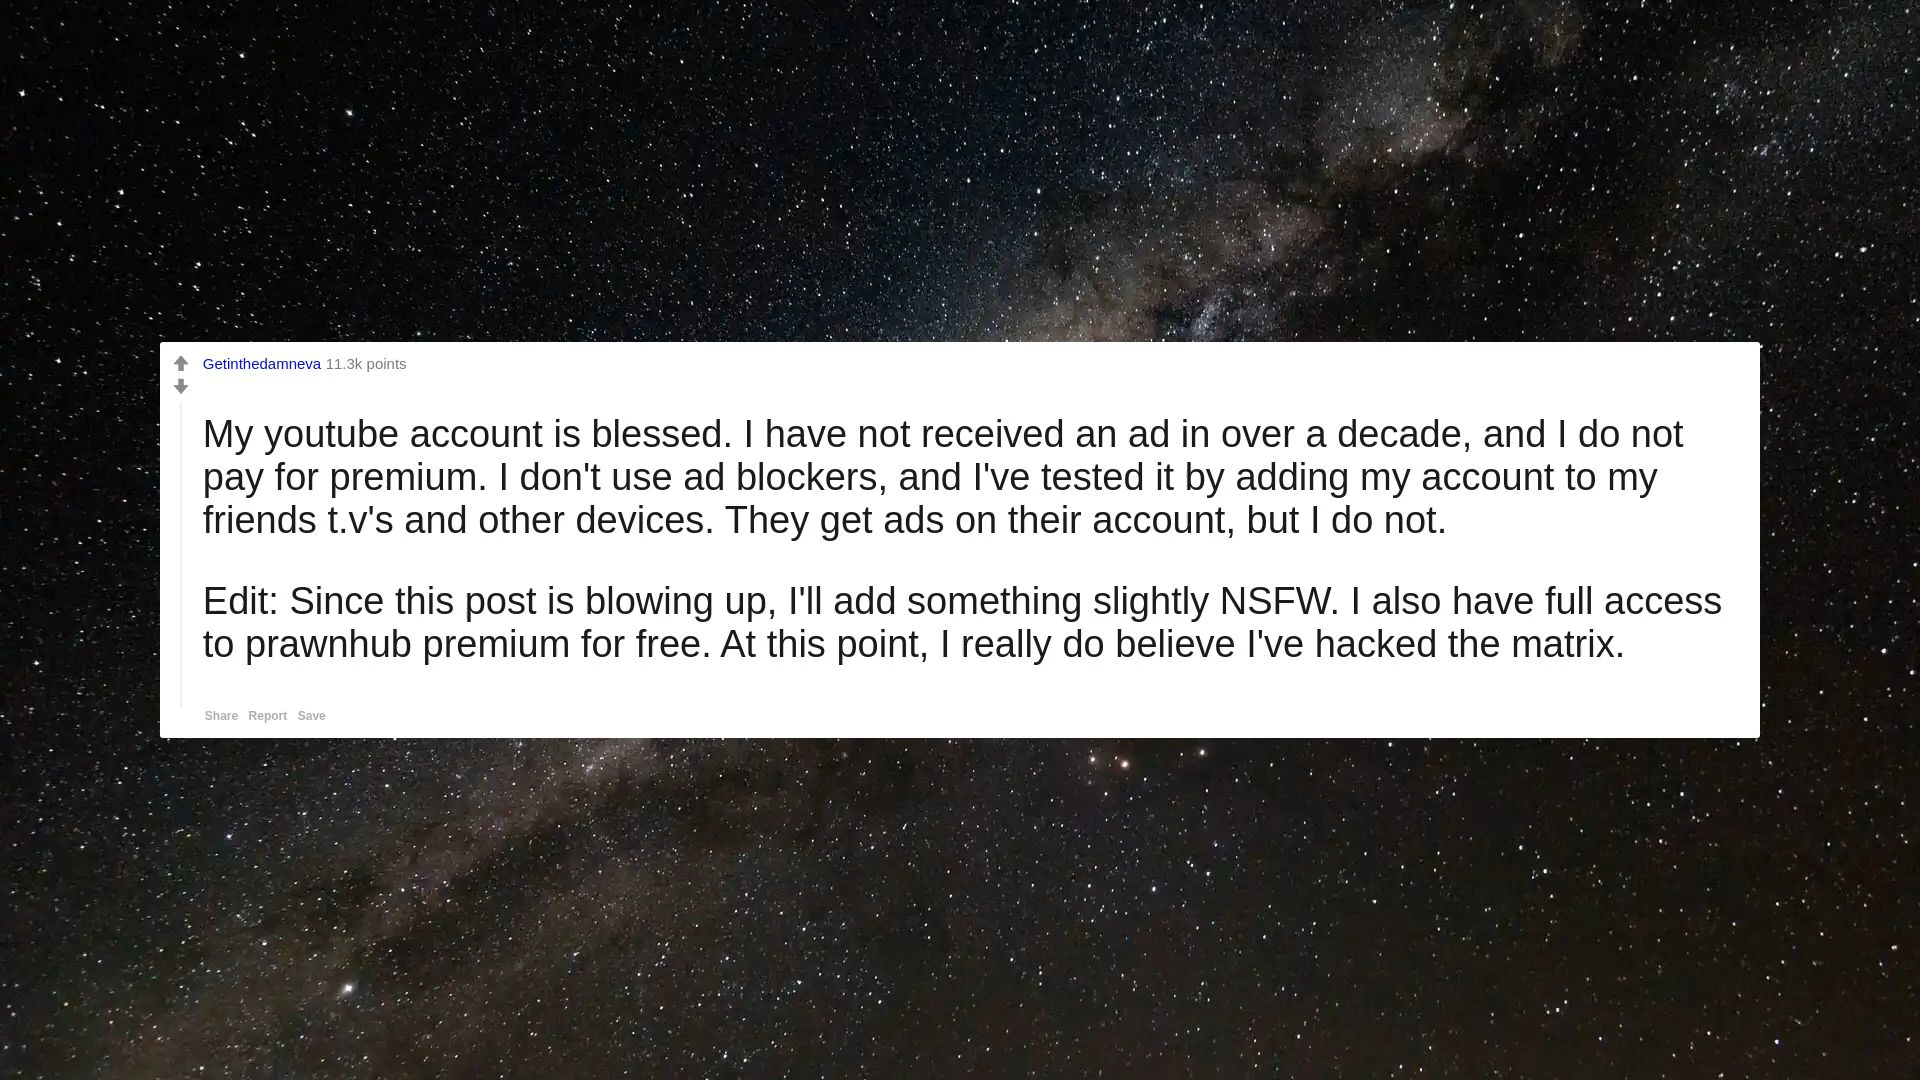 Getinthedamneva 11.3k points
My youtube account is blessed. I have not received an ad in over a decade, and I do not
pay for premium. I don't use ad blockers, and I've tested it by adding my account to my
friends t.v's and other devices. They get ads on their account, but I do not.
Edit: Since this post is blowing up, I'll add something slightly NSFW. I also have full access
to prawnhub premium for free. At this point, I really do believe I've hacked the matrix.
Share Report Save